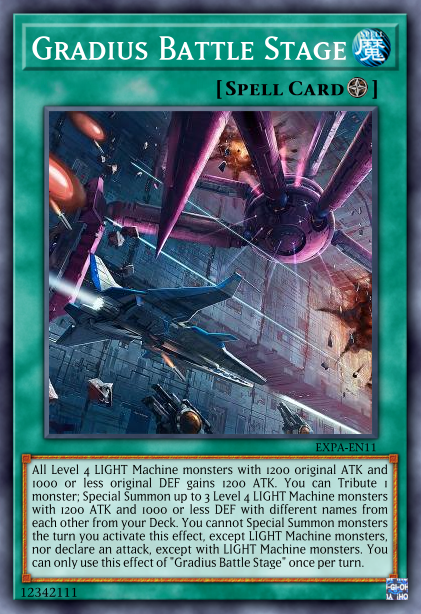 GRADIUS BATTLE STAGE 魔
[SPELL CARD]
EXPA-EN11
All Level 4 LIGHT Machine monsters with 1200 original ATK and
1000 or less original DEF gains 1200 ATK. You can Tribute 1
monster; Special Summon up to 3 Level 4 LIGHT Machine monsters
with 1200 ATK and 1000 or less DEF with different names from
each other from your Deck. You cannot Special Summon monsters
the turn you activate this effect, except LIGHT Machine monsters,
nor declare an attack, except with LIGHT Machine monsters. You
can only use this effect of "Gradius Battle Stage" once per turn.
12342111